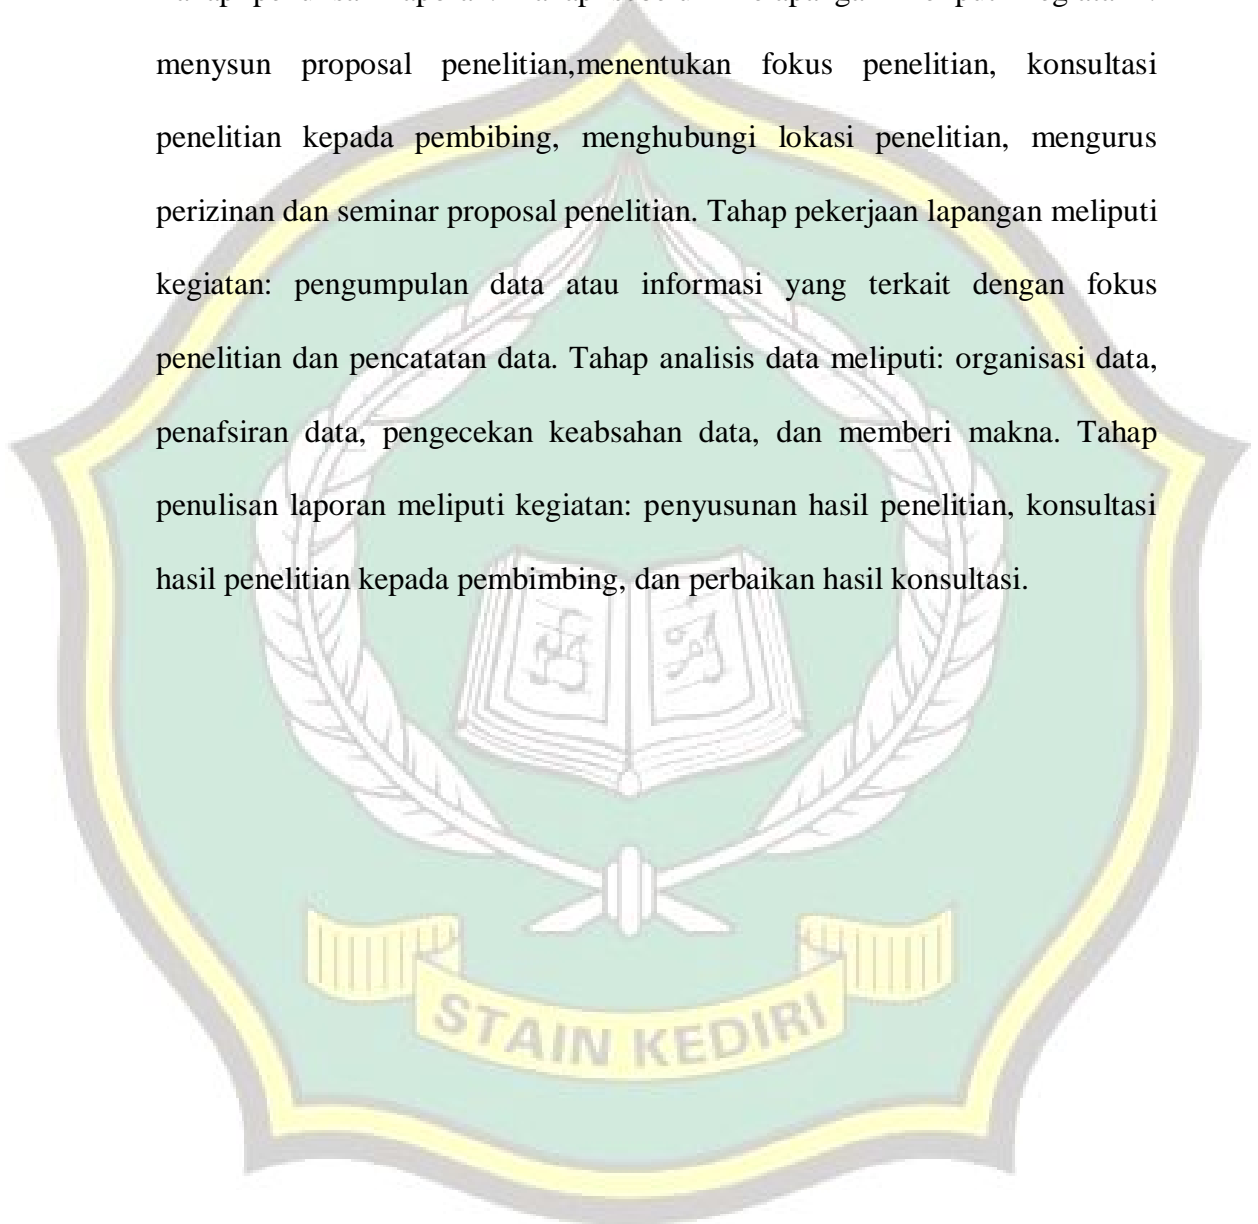 menysun proposal penelitian,menentukan fokus penelitian, konsultasi
penelitian kepada pembibing, menghubungi lokasi penelitian, mengurus
perizinan dan seminar proposal penelitian. Tahap pekerjaan lapangan meliputi
kegiatan: pengumpulan data atau informasi yang terkait dengan fokus
penelitian dan pencatatan data. Tahap analisis data meliputi: organisasi data,
penafsiran data, pengecekan keabsahan data, dan memberi makna. Tahap
penulisan laporan meliputi kegiatan: penyusunan hasil penelitian, konsultasi
hasil penelitian kepada pembimbing, dan perbaikan hasil konsultasi.
STAIN KEDIRI